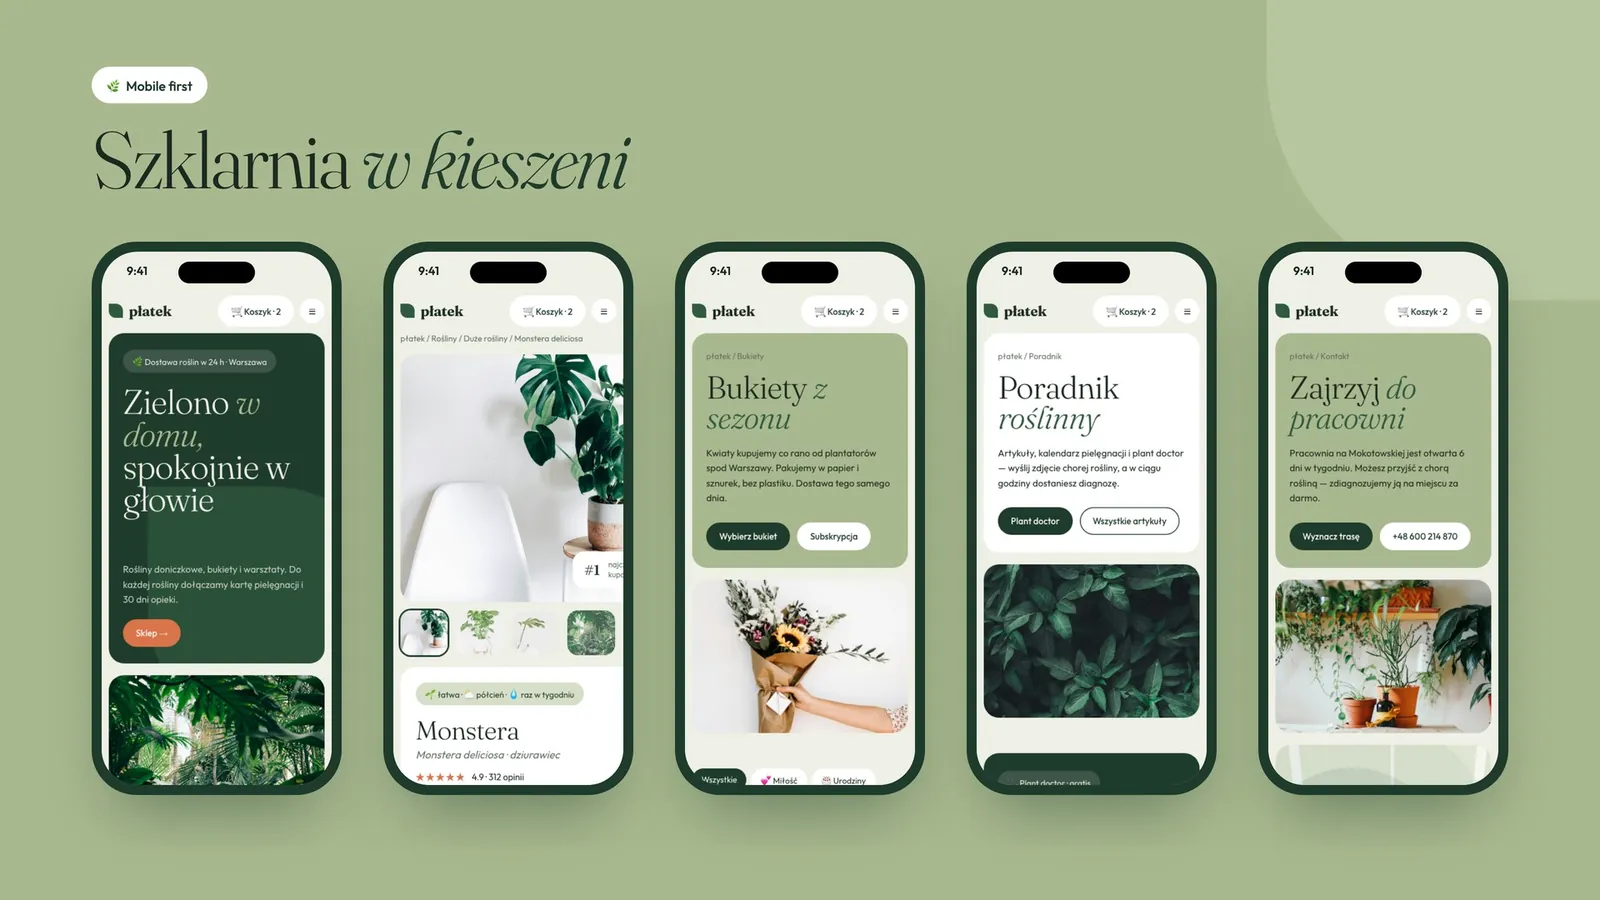 🌿 Mobile first
Szklarnia w kieszeni
9:41
płatek
🛒 Koszyk · 2
🌿 Dostawa roślin w 24 h · Warszawa
Zielono w
domu,
spokojnie w
głowie
Rośliny doniczkowe, bukiety i warsztaty. Do
każdej rośliny dołączamy kartę pielęgnacji i
30 dni opieki.
Sklep →
9:41
płatek
🛒 Koszyk · 2
płatek / Rośliny / Duże rośliny / Monstera deliciosa
#1
🌱 łatwa · ⛅ półcień · 💧 raz w tygodniu
Monstera
Monstera deliciosa · dziurawiec
★★★★★ 4.9 · 312 opinii
9:41
płatek
🛒 Koszyk · 2
płatek / Bukiety
Bukiety z
sezonu
Kwiaty kupujemy co rano od plantatorów
spod Warszawy. Pakujemy w papier i
sznurek, bez plastiku. Dostawa tego samego
dnia.
Wybierz bukiet
Subskrypcja
Wszystkie
💕 Miłość
🎂 Urodziny
9:41
płatek
🛒 Koszyk · 2
płatek / Poradnik
Poradnik
roślinny
Artykuły, kalendarz pielęgnacji i plant doctor
— wyślij zdjęcie chorej rośliny, a w ciągu
godziny dostaniesz diagnozę.
Plant doctor
Wszystkie artykuły
Plant doctor · gratis
9:41
płatek
🛒 Koszyk · 2
płatek / Kontakt
Zajrzyj do
pracowni
Pracownia na Mokotowskiej jest otwarta 6
dni w tygodniu. Możesz przyjść z chorą
rośliną — zdiagnozujemy ją na miejscu za
darmo.
Wyznacz trasę
+48 600 214 870